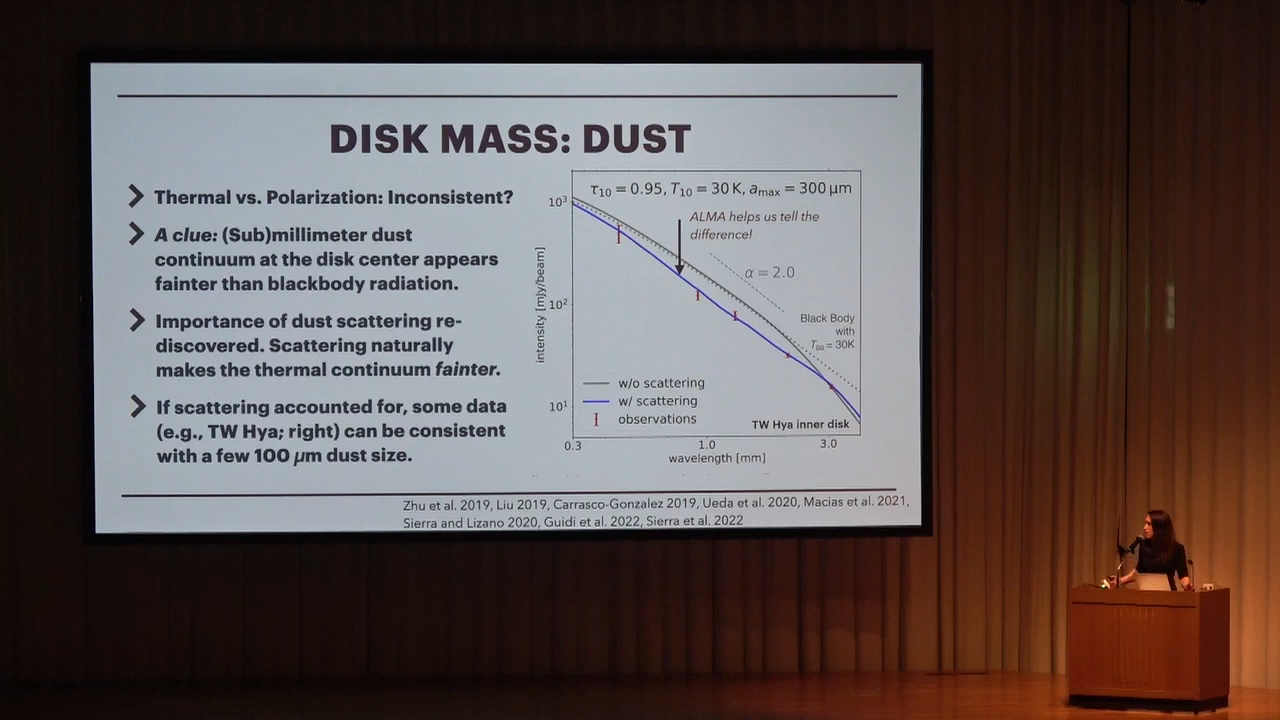 DISK MASS: DUST
Thermal vs. Polarization: Inconsistent?
A clue: (Sub)millimeter dust
continuum at the disk center appears
fainter than blackbody radiation.
Importance of dust scattering re-
discovered. Scattering naturally
makes the thermal continuum fainter.
If scattering accounted for, some data
(e.g., TW Hya; right) can be consistent
with a few 100 μm dust size.
τ10 = 0.95, T10 = 30 K, amax = 300 μm
ALMA helps us tell the
difference!
α = 2.0
Black Body
with
= 30K
w/o scattering
w/ scattering
observations
TW Hya inner disk
intensity [mJy/beam]
10³
10²
10¹
0.3
1.0
3.0
wavelength [mm]
Zhu et al. 2019, Liu 2019, Carrasco-Gonzalez 2019, Ueda et al. 2020, Macias et al. 2021,
Sierra and Lizano 2020, Guidi et al. 2022, Sierra et al. 2022